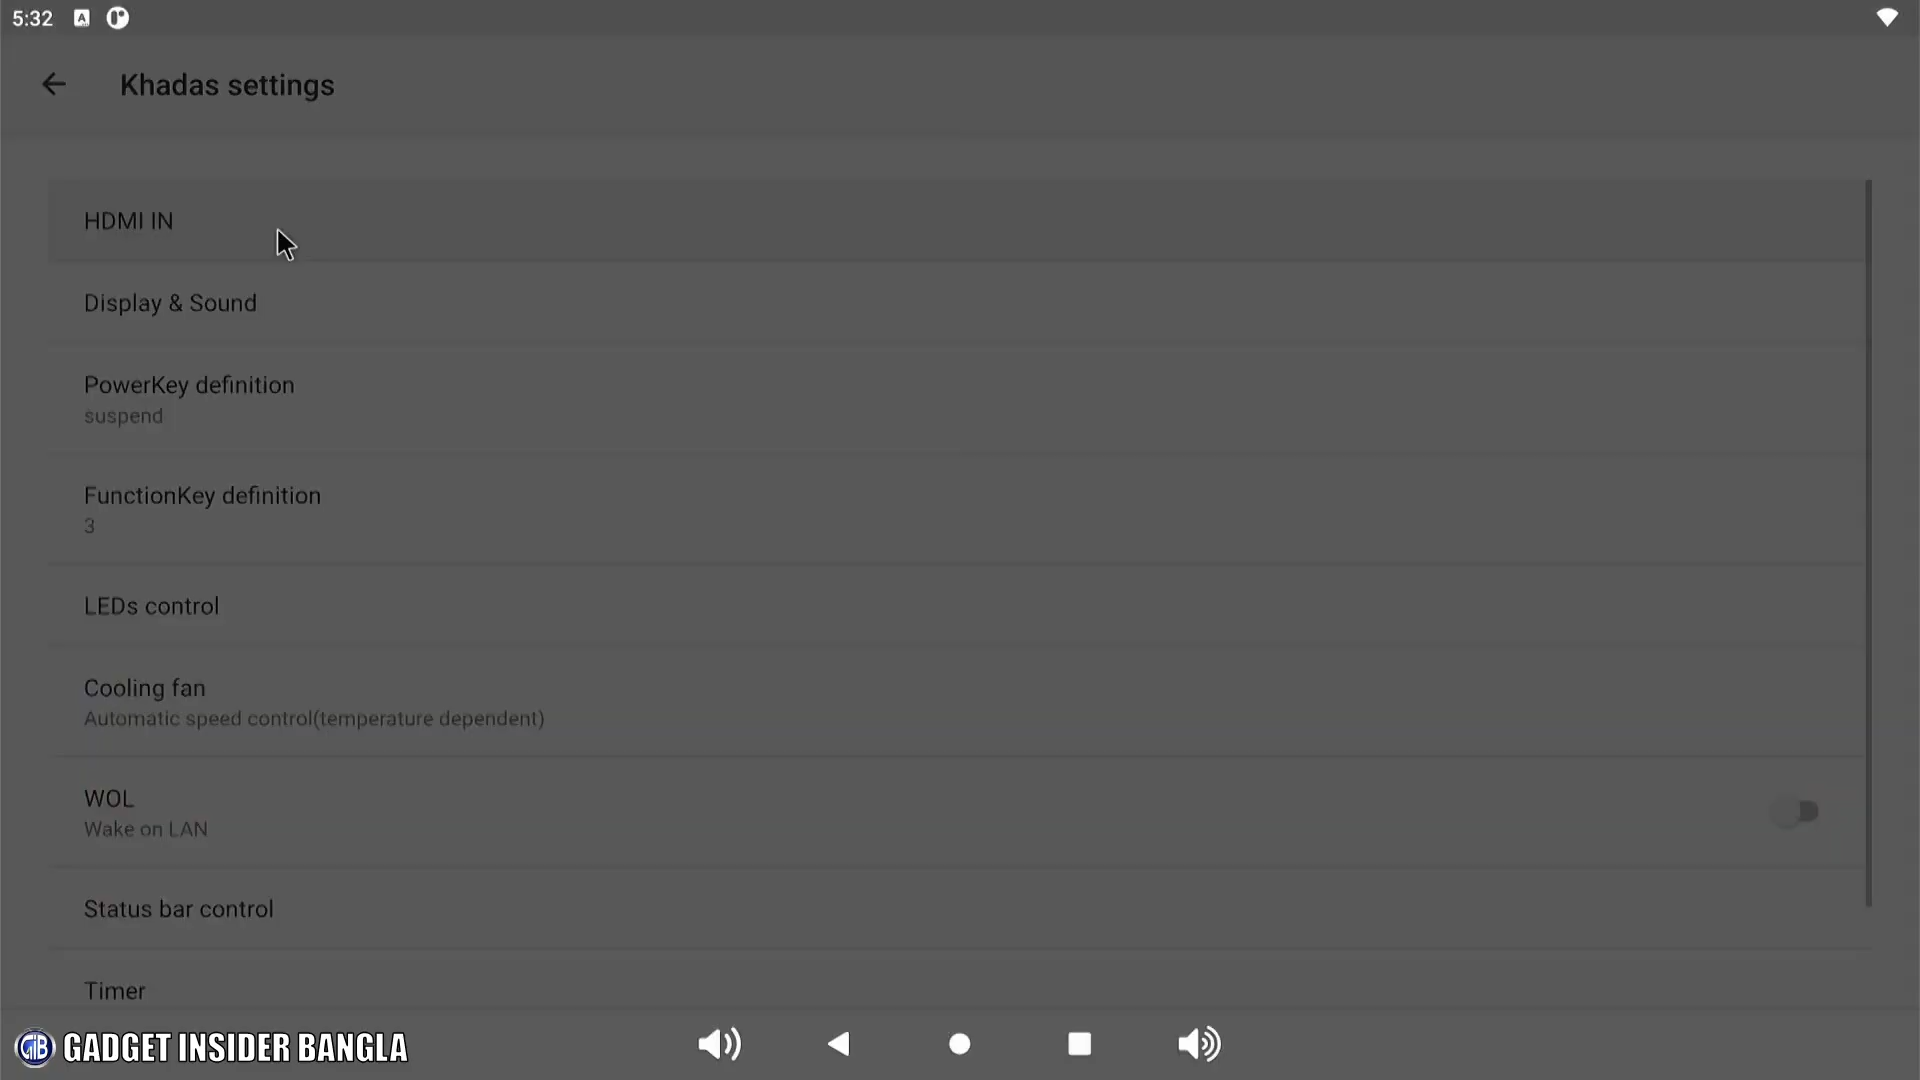 5:32
Khadas settings
HDMI IN
Display & Sound
PowerKey definition
suspend
FunctionKey definition
3
LEDs control
Cooling fan
Automatic speed control(temperature dependent)
WOL
Wake on LAN
Status bar control
Timer
GIB GADGET INSIDER BANGLA